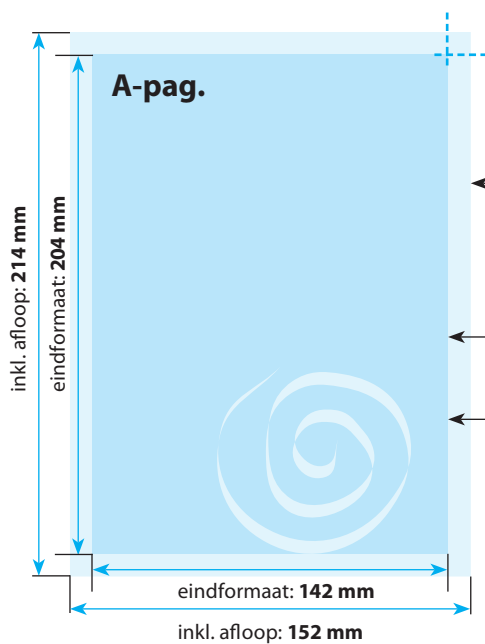 A-pag.
inkl. afloop: 214 mm
eindformaat: 204 mm
eindformaat: 142 mm
inkl. afloop: 152 mm